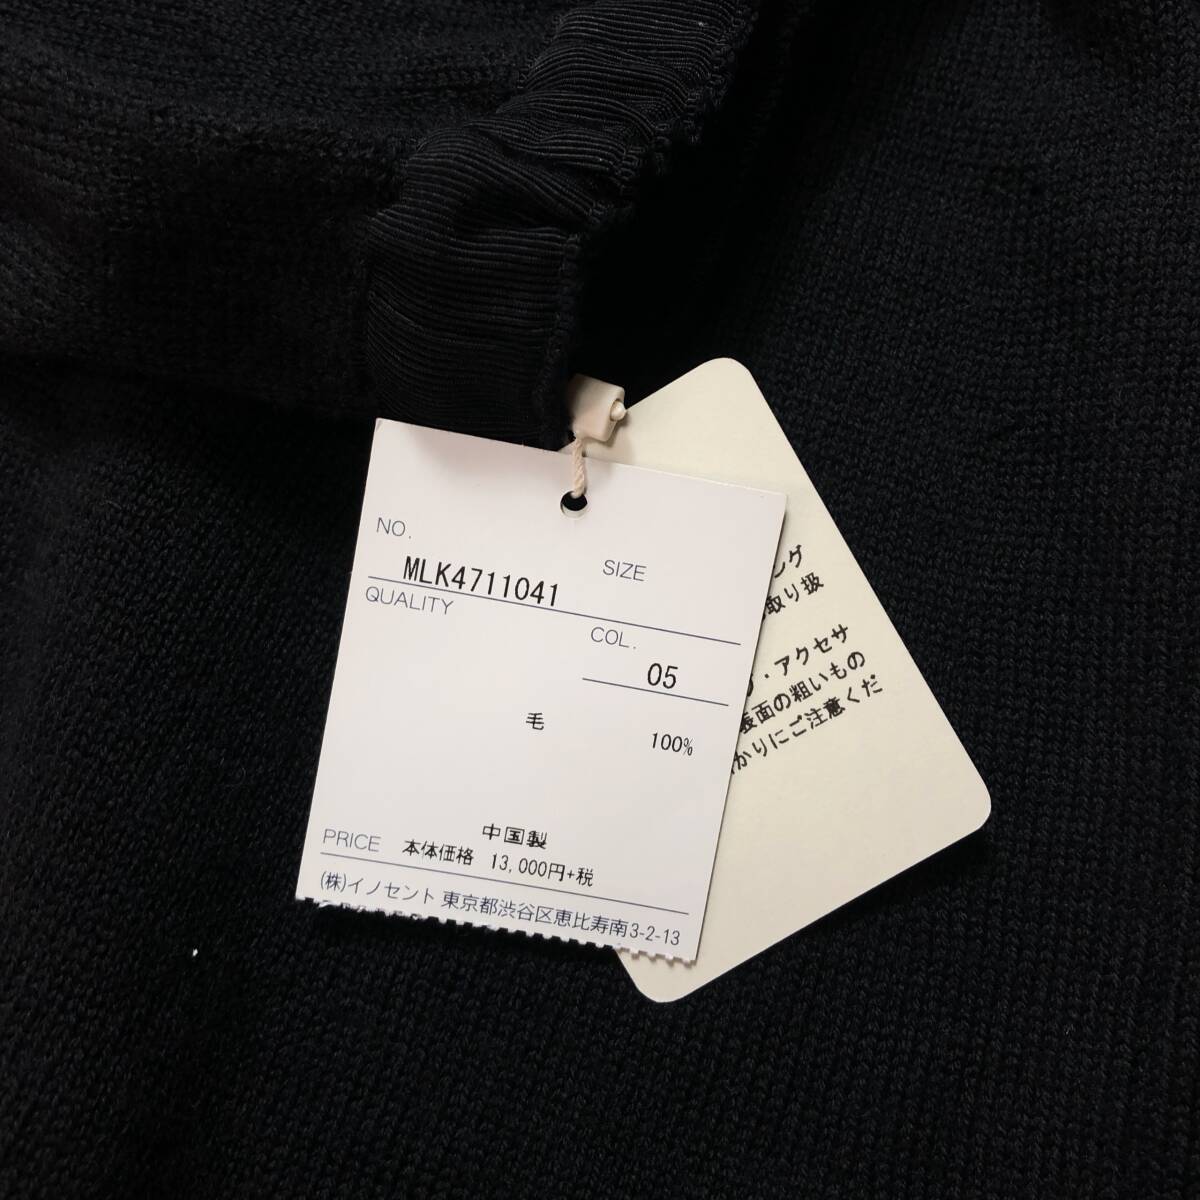 NO.
MLK4711041
SIZE
QUALITY
COL.
05
毛 100%
中国製
PRICE 本体価格 13,000円+税
(株)イノセント 東京都渋谷区恵比寿南3-2-13
ング
取り扱
・アクセサ
表面の粗いもの
かりにご注意くだ